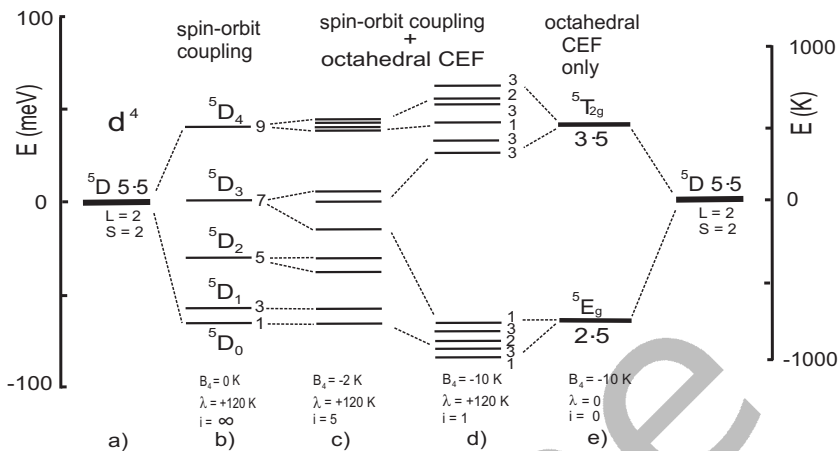 100
1000
E (meV)
E (K)
0
0
-100
-1000
spin-orbit
coupling
spin-orbit coupling
+
octahedral CEF
octahedral
CEF
only
d⁴
⁵D 5·5
L = 2
S = 2
⁵D₄ 9
⁵D₃ 7
⁵D₂ 5
⁵D₁ 3
⁵D₀ 1
3
2
3
1
3
3
1
3
2
3
1
⁵T₂g
3·5
⁵Eg
2·5
⁵D 5·5
L = 2
S = 2
B₄ = 0 K
λ = +120 K
i = ∞
B₄ = -2 K
λ = +120 K
i = 5
B₄ = -10 K
λ = +120 K
i = 1
B₄ = -10 K
λ = 0
i = 0
a) b) c) d) e)